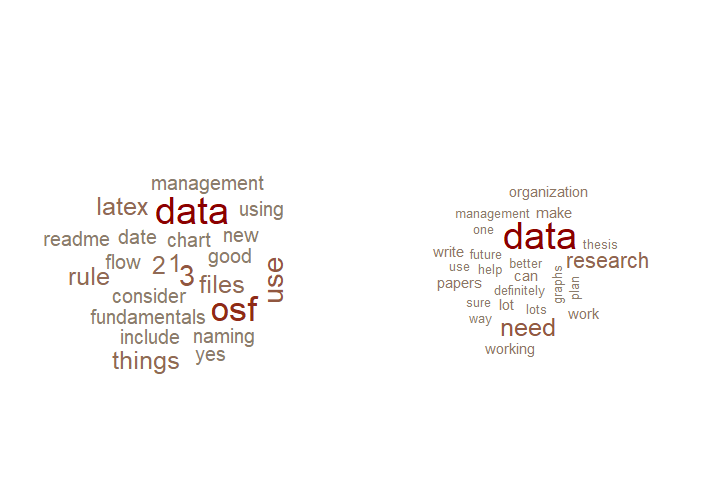 management
latex data using
readme date chart new
flow 2 1 3 good
rule files use
consider osf
fundamentals
include naming
things yes
organization
management make
one data thesis
write future research
use help better can
papers definitely graphs plan
sure lot lots work
way need
working